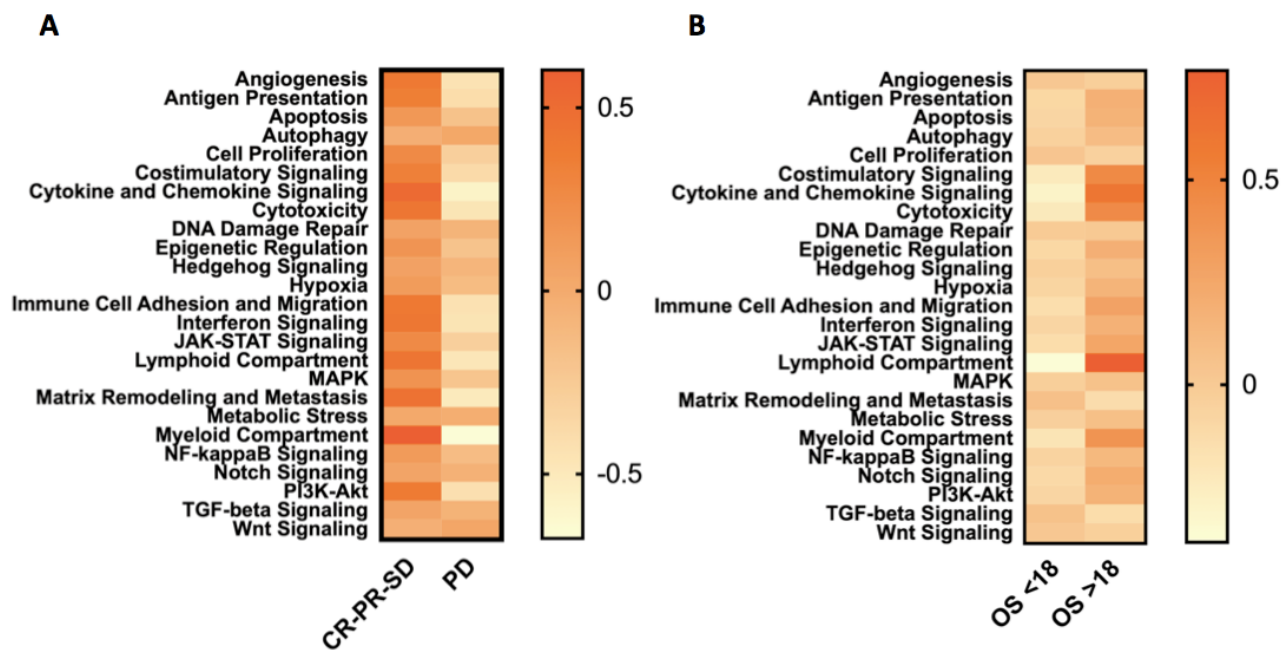 A
Angiogenesis
Antigen Presentation
Apoptosis
Autophagy
Cell Proliferation
Costimulatory Signaling
Cytokine and Chemokine Signaling
Cytotoxicity
DNA Damage Repair
Epigenetic Regulation
Hedgehog Signaling
Hypoxia
Immune Cell Adhesion and Migration
Interferon Signaling
JAK-STAT Signaling
Lymphoid Compartment
MAPK
Matrix Remodeling and Metastasis
Metabolic Stress
Myeloid Compartment
NF-kappaB Signaling
Notch Signaling
PI3K-Akt
TGF-beta Signaling
Wnt Signaling
CR-PR-SD
PD
0.5
0
-0.5
B
Angiogenesis
Antigen Presentation
Apoptosis
Autophagy
Cell Proliferation
Costimulatory Signaling
Cytokine and Chemokine Signaling
Cytotoxicity
DNA Damage Repair
Epigenetic Regulation
Hedgehog Signaling
Hypoxia
Immune Cell Adhesion and Migration
Interferon Signaling
JAK-STAT Signaling
Lymphoid Compartment
MAPK
Matrix Remodeling and Metastasis
Metabolic Stress
Myeloid Compartment
NF-kappaB Signaling
Notch Signaling
PI3K-Akt
TGF-beta Signaling
Wnt Signaling
OS <18
OS >18
0.5
0